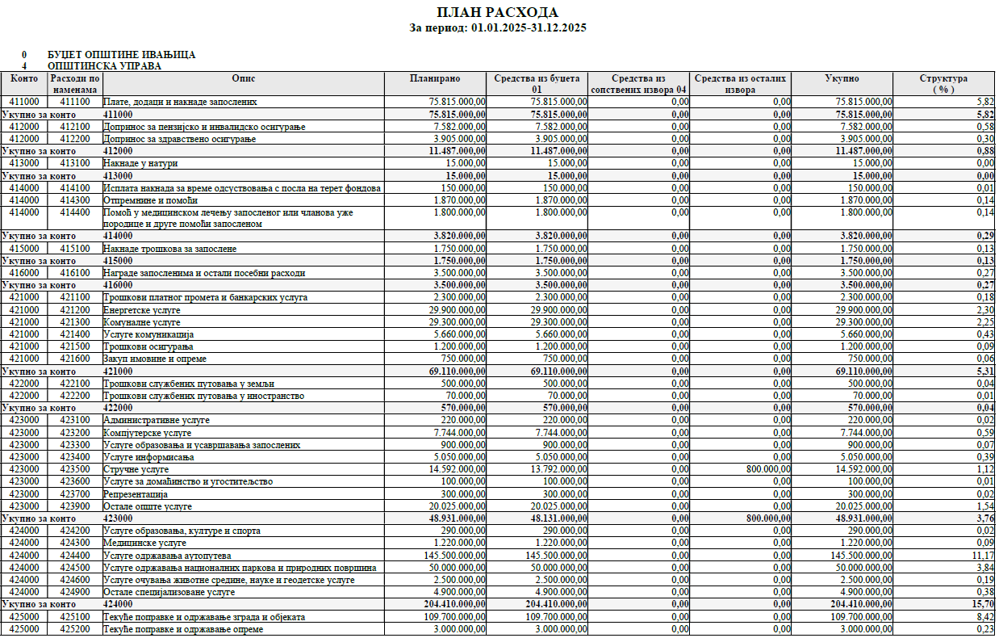 ПЛАН РАСХОДА
За период: 01.01.2025-31.12.2025
0 БУЏЕТ ОПШТИНЕ ИВАЊИЦА
4 ОПШТИНСКА УПРАВА
Конто Расходи по наменама Опис Планирано Средства из буџета 01 Средства из сопствених извора 04 Средства из осталих извора Укупно Структура ( % )
411000 411100 Плате, додаци и накнаде запослених 75.815.000,00 75.815.000,00 0,00 0,00 75.815.000,00 5,82
Укупно за конто 411000 75.815.000,00 75.815.000,00 0,00 0,00 75.815.000,00 5,82
412000 412100 Допринос за пензијско и инвалидско осигурање 7.582.000,00 7.582.000,00 0,00 0,00 7.582.000,00 0,58
412000 412200 Допринос за здравствено осигурање 3.905.000,00 3.905.000,00 0,00 0,00 3.905.000,00 0,30
Укупно за конто 412000 11.487.000,00 11.487.000,00 0,00 0,00 11.487.000,00 0,88
413000 413100 Накнаде у натури 15.000,00 15.000,00 0,00 0,00 15.000,00 0,00
Укупно за конто 413000 15.000,00 15.000,00 0,00 0,00 15.000,00 0,00
414000 414100 Исплата накнада за време одсуствовања с посла на терет фондова 150.000,00 150.000,00 0,00 0,00 150.000,00 0,01
414000 414300 Отпремнине и помоћи 1.870.000,00 1.870.000,00 0,00 0,00 1.870.000,00 0,14
414000 414400 Помоћ у медицинском лечењу запосленог или чланова уже 1.800.000,00 1.800.000,00 0,00 0,00 1.800.000,00 0,14
породице и друге помоћи запосленом
Укупно за конто 414000 3.820.000,00 3.820.000,00 0,00 0,00 3.820.000,00 0,29
415000 415100 Накнаде трошкова за запослене 1.750.000,00 1.750.000,00 0,00 0,00 1.750.000,00 0,13
Укупно за конто 415000 1.750.000,00 1.750.000,00 0,00 0,00 1.750.000,00 0,13
416000 416100 Награде запосленима и остали посебни расходи 3.500.000,00 3.500.000,00 0,00 0,00 3.500.000,00 0,27
Укупно за конто 416000 3.500.000,00 3.500.000,00 0,00 0,00 3.500.000,00 0,27
421000 421100 Трошкови платног промета и банкарских услуга 2.300.000,00 2.300.000,00 0,00 0,00 2.300.000,00 0,18
421000 421200 Енергетске услуге 29.900.000,00 29.900.000,00 0,00 0,00 29.900.000,00 2,30
421000 421300 Комуналне услуге 29.300.000,00 29.300.000,00 0,00 0,00 29.300.000,00 2,25
421000 421400 Услуге комуникација 5.660.000,00 5.660.000,00 0,00 0,00 5.660.000,00 0,43
421000 421500 Трошкови осигурања 1.200.000,00 1.200.000,00 0,00 0,00 1.200.000,00 0,09
421000 421600 Закуп имовине и опреме 750.000,00 750.000,00 0,00 0,00 750.000,00 0,06
Укупно за конто 421000 69.110.000,00 69.110.000,00 0,00 0,00 69.110.000,00 5,31
422000 422100 Трошкови службених путовања у земљи 500.000,00 500.000,00 0,00 0,00 500.000,00 0,04
422000 422200 Трошкови службених путовања у иностранство 70.000,00 70.000,00 0,00 0,00 70.000,00 0,01
Укупно за конто 422000 570.000,00 570.000,00 0,00 0,00 570.000,00 0,04
423000 423100 Административне услуге 220.000,00 220.000,00 0,00 0,00 220.000,00 0,02
423000 423200 Компјутерске услуге 7.744.000,00 7.744.000,00 0,00 0,00 7.744.000,00 0,59
423000 423300 Услуге образовања и усавршавања запослених 900.000,00 900.000,00 0,00 0,00 900.000,00 0,07
423000 423400 Услуге информисања 5.050.000,00 5.050.000,00 0,00 0,00 5.050.000,00 0,39
423000 423500 Стручне услуге 14.592.000,00 13.792.000,00 0,00 800.000,00 14.592.000,00 1,12
423000 423600 Услуге за домаћинство и угоститељство 100.000,00 100.000,00 0,00 0,00 100.000,00 0,01
423000 423700 Репрезентација 300.000,00 300.000,00 0,00 0,00 300.000,00 0,02
423000 423900 Остале опште услуге 20.025.000,00 20.025.000,00 0,00 0,00 20.025.000,00 1,54
Укупно за конто 423000 48.931.000,00 48.131.000,00 0,00 800.000,00 48.931.000,00 3,76
424000 424200 Услуге образовања, културе и спорта 290.000,00 290.000,00 0,00 0,00 290.000,00 0,02
424000 424300 Медицинске услуге 1.220.000,00 1.220.000,00 0,00 0,00 1.220.000,00 0,09
424000 424400 Услуге одржавања аутопутева 145.500.000,00 145.500.000,00 0,00 0,00 145.500.000,00 11,17
424000 424500 Услуге одржавања националних паркова и природних површина 50.000.000,00 50.000.000,00 0,00 0,00 50.000.000,00 3,84
424000 424600 Услуге очувања животне средине, науке и геодетске услуге 2.500.000,00 2.500.000,00 0,00 0,00 2.500.000,00 0,19
424000 424900 Остале специјализоване услуге 4.900.000,00 4.900.000,00 0,00 0,00 4.900.000,00 0,38
Укупно за конто 424000 204.410.000,00 204.410.000,00 0,00 0,00 204.410.000,00 15,70
425000 425100 Текуће поправке и одржавање зграда и објеката 109.700.000,00 109.700.000,00 0,00 0,00 109.700.000,00 8,42
425000 425200 Текуће поправке и одржавање опреме 3.000.000,00 3.000.000,00 0,00 0,00 3.000.000,00 0,23